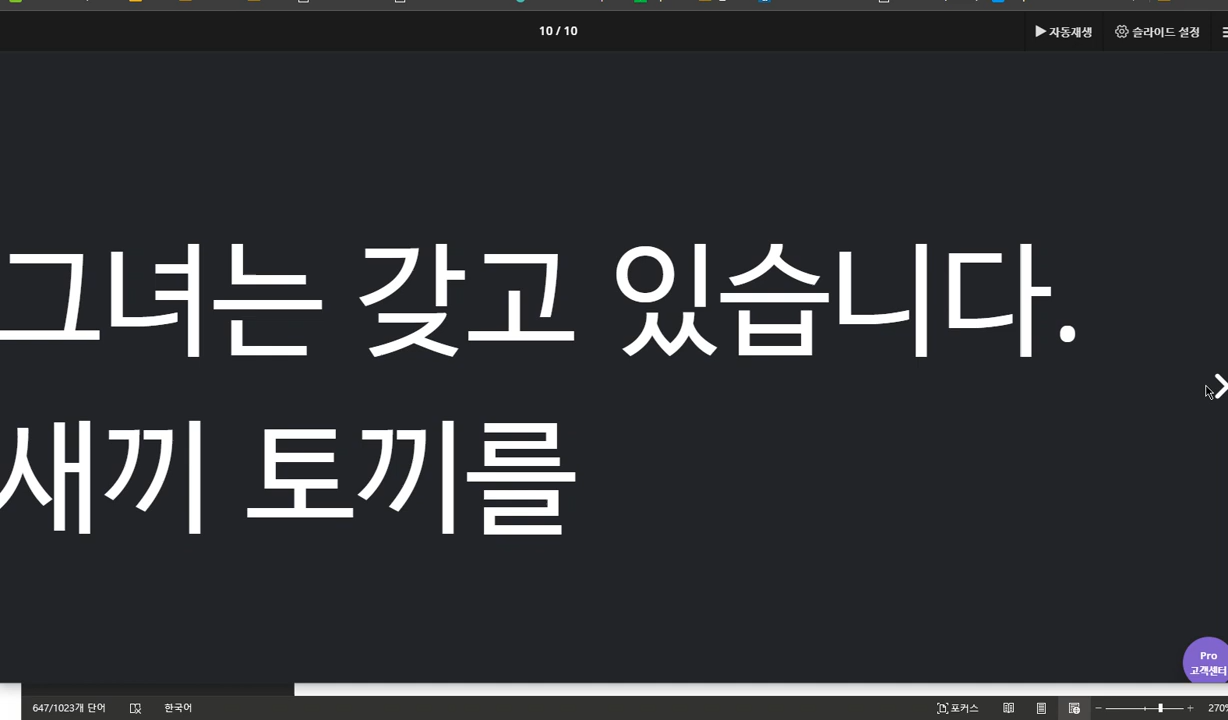 10 / 10
자동재생
슬라이드 설정
그녀는 갖고 있습니다.
새끼 토끼를
Pro
고객센터
647/1023개 단어
한국어
포커스
270%